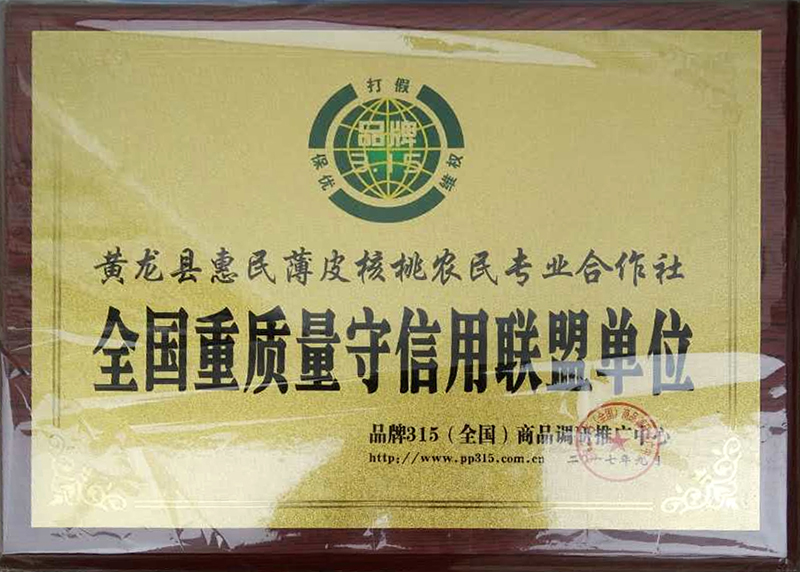 打假
品牌
3.15
保优
维权
黄龙县惠民薄皮核桃农民专业合作社
全国重质量守信用联盟单位
品牌315（全国）商品调研推广中心
http://www.pp315.com.cn
二〇一七年九月